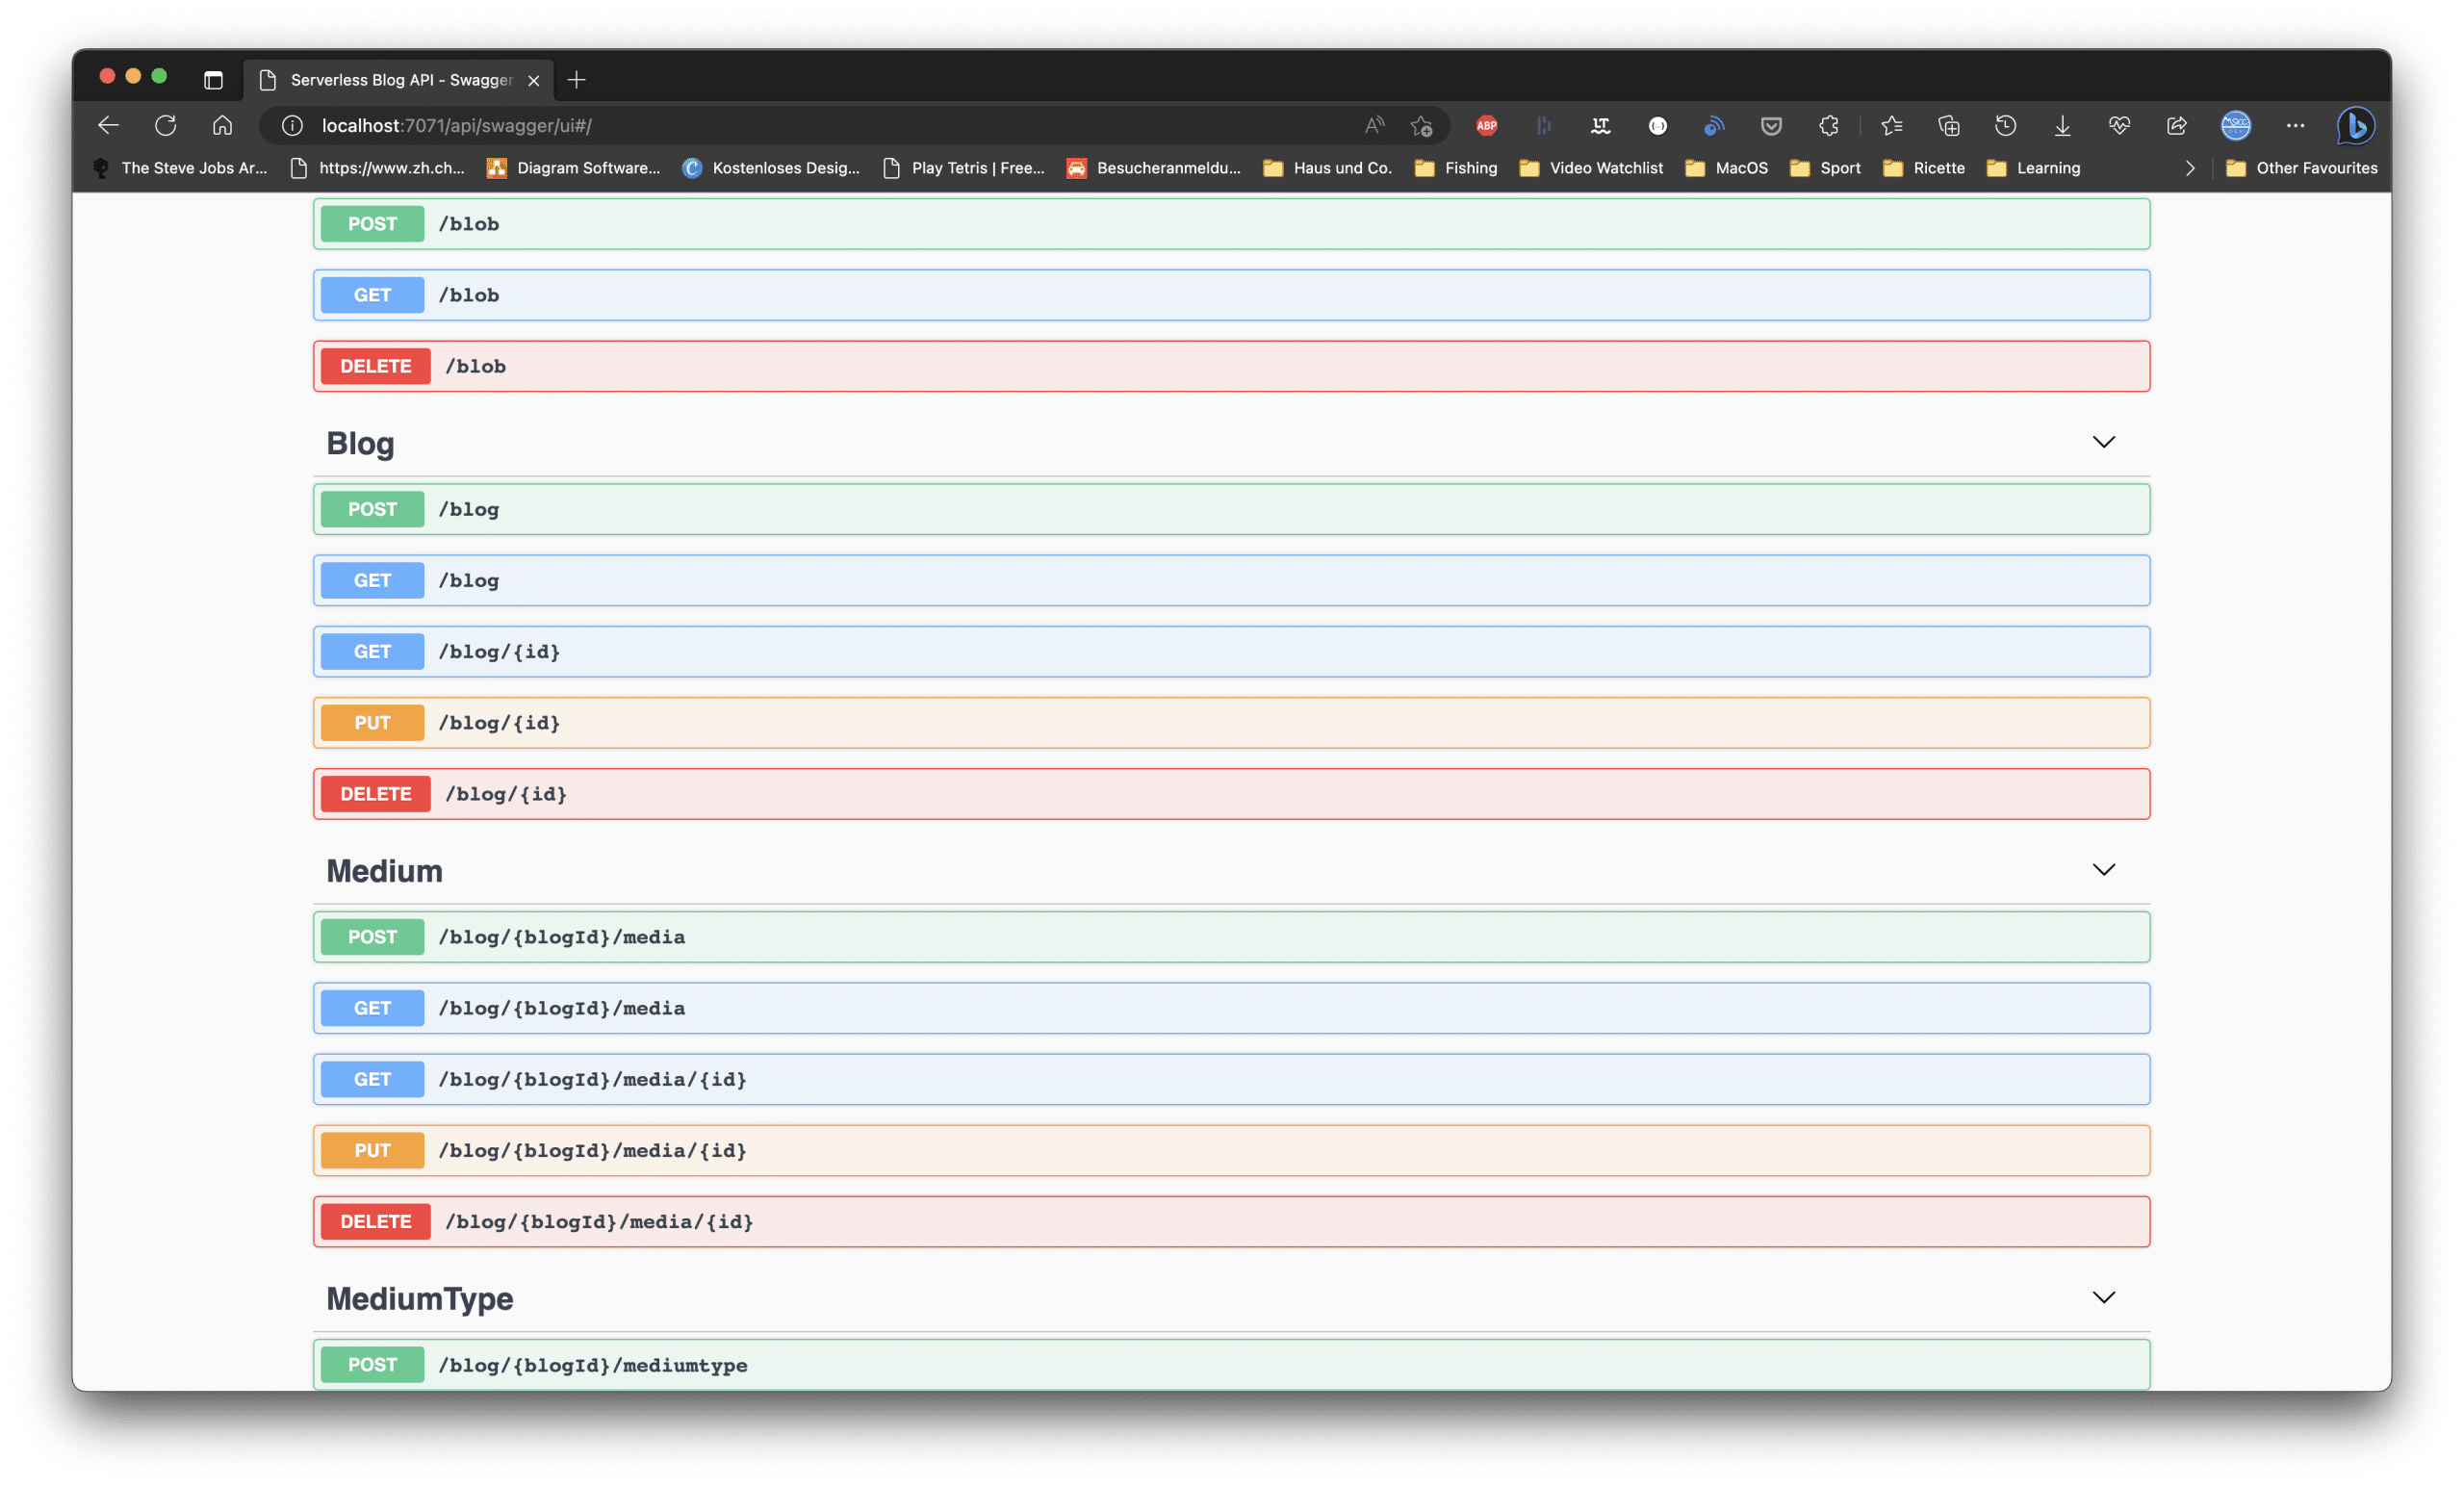 Serverless Blog API - Swagger
localhost:7071/api/swagger/ui#/
ABP
LT
The Steve Jobs Ar...
https://www.zh.ch...
Diagram Software...
Kostenloses Desig...
Play Tetris | Free...
Besucheranmeldu...
Haus und Co.
Fishing
Video Watchlist
MacOS
Sport
Ricette
Learning
Other Favourites
POST /blob
GET /blob
DELETE /blob
Blog
POST /blog
GET /blog
GET /blog/{id}
PUT /blog/{id}
DELETE /blog/{id}
Medium
POST /blog/{blogId}/media
GET /blog/{blogId}/media
GET /blog/{blogId}/media/{id}
PUT /blog/{blogId}/media/{id}
DELETE /blog/{blogId}/media/{id}
MediumType
POST /blog/{blogId}/mediumtype